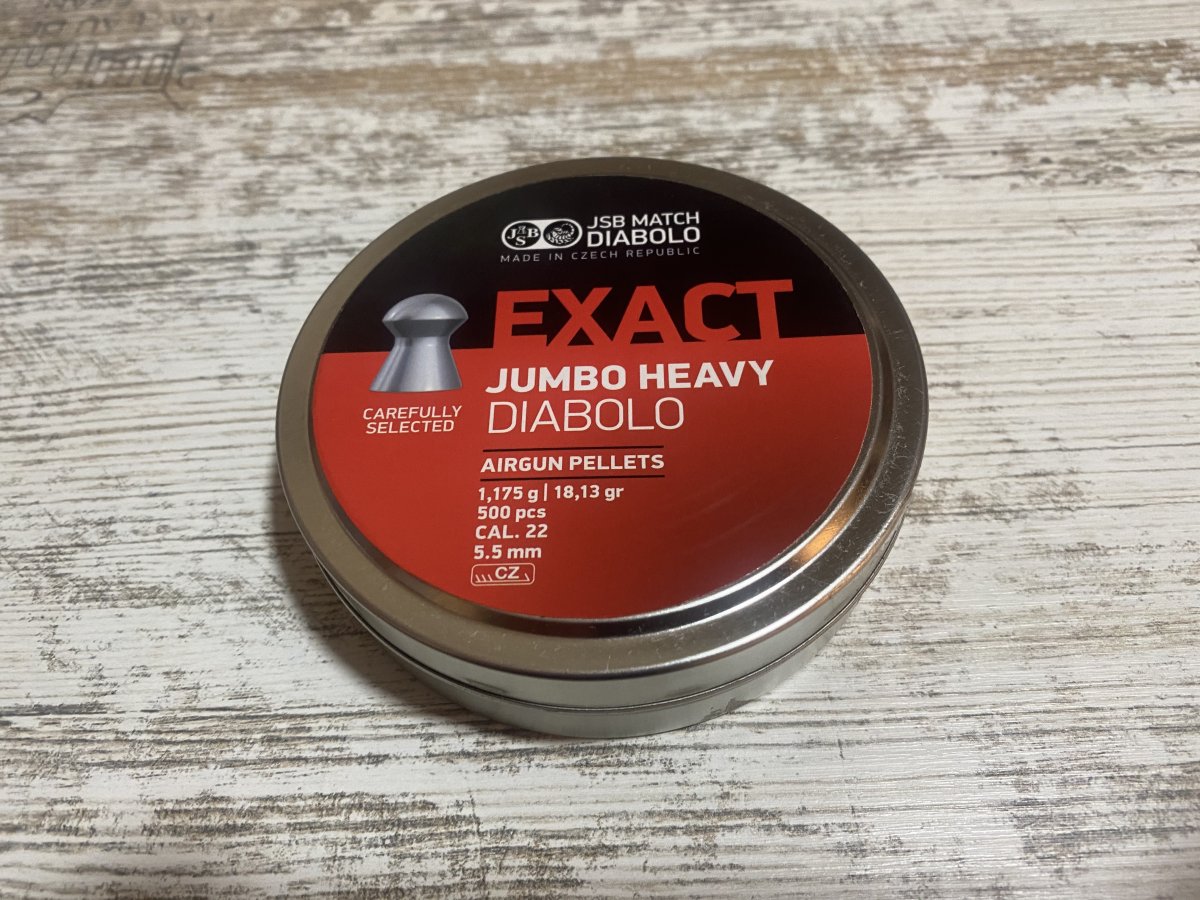 JSB
JSB MATCH
DIABOLO
MADE IN CZECH REPUBLIC
EXACT
JUMBO HEAVY
DIABOLO
CAREFULLY
SELECTED
AIRGUN PELLETS
1,175 g | 18,13 gr
500 pcs
CAL. 22
5.5 mm
CZ